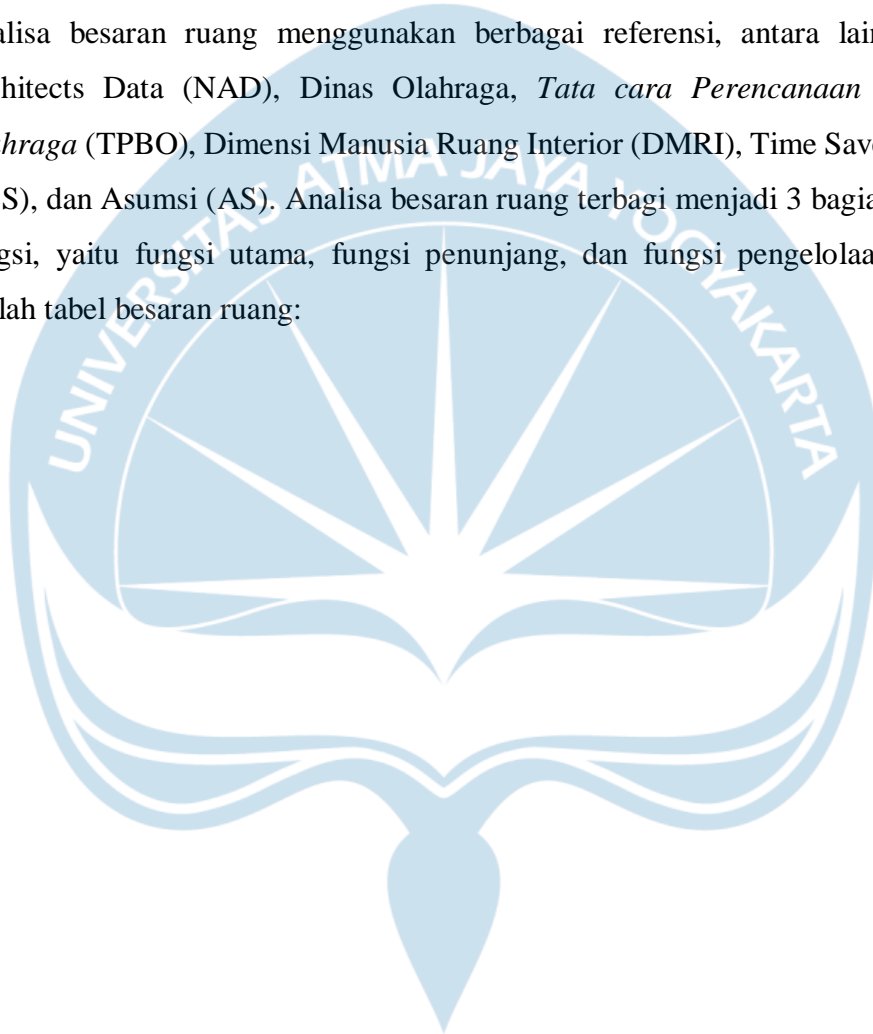 alisa besaran ruang menggunakan berbagai referensi, antara lain
chitects Data (NAD), Dinas Olahraga, Tata cara Perencanaan
hraga (TPBO), Dimensi Manusia Ruang Interior (DMRI), Time Save
S), dan Asumsi (AS). Analisa besaran ruang terbagi menjadi 3 bagia
gsi, yaitu fungsi utama, fungsi penunjang, dan fungsi pengelolaa
lah tabel besaran ruang:
UNIVERSITAS ATMA JAYA YOGYAKARTA